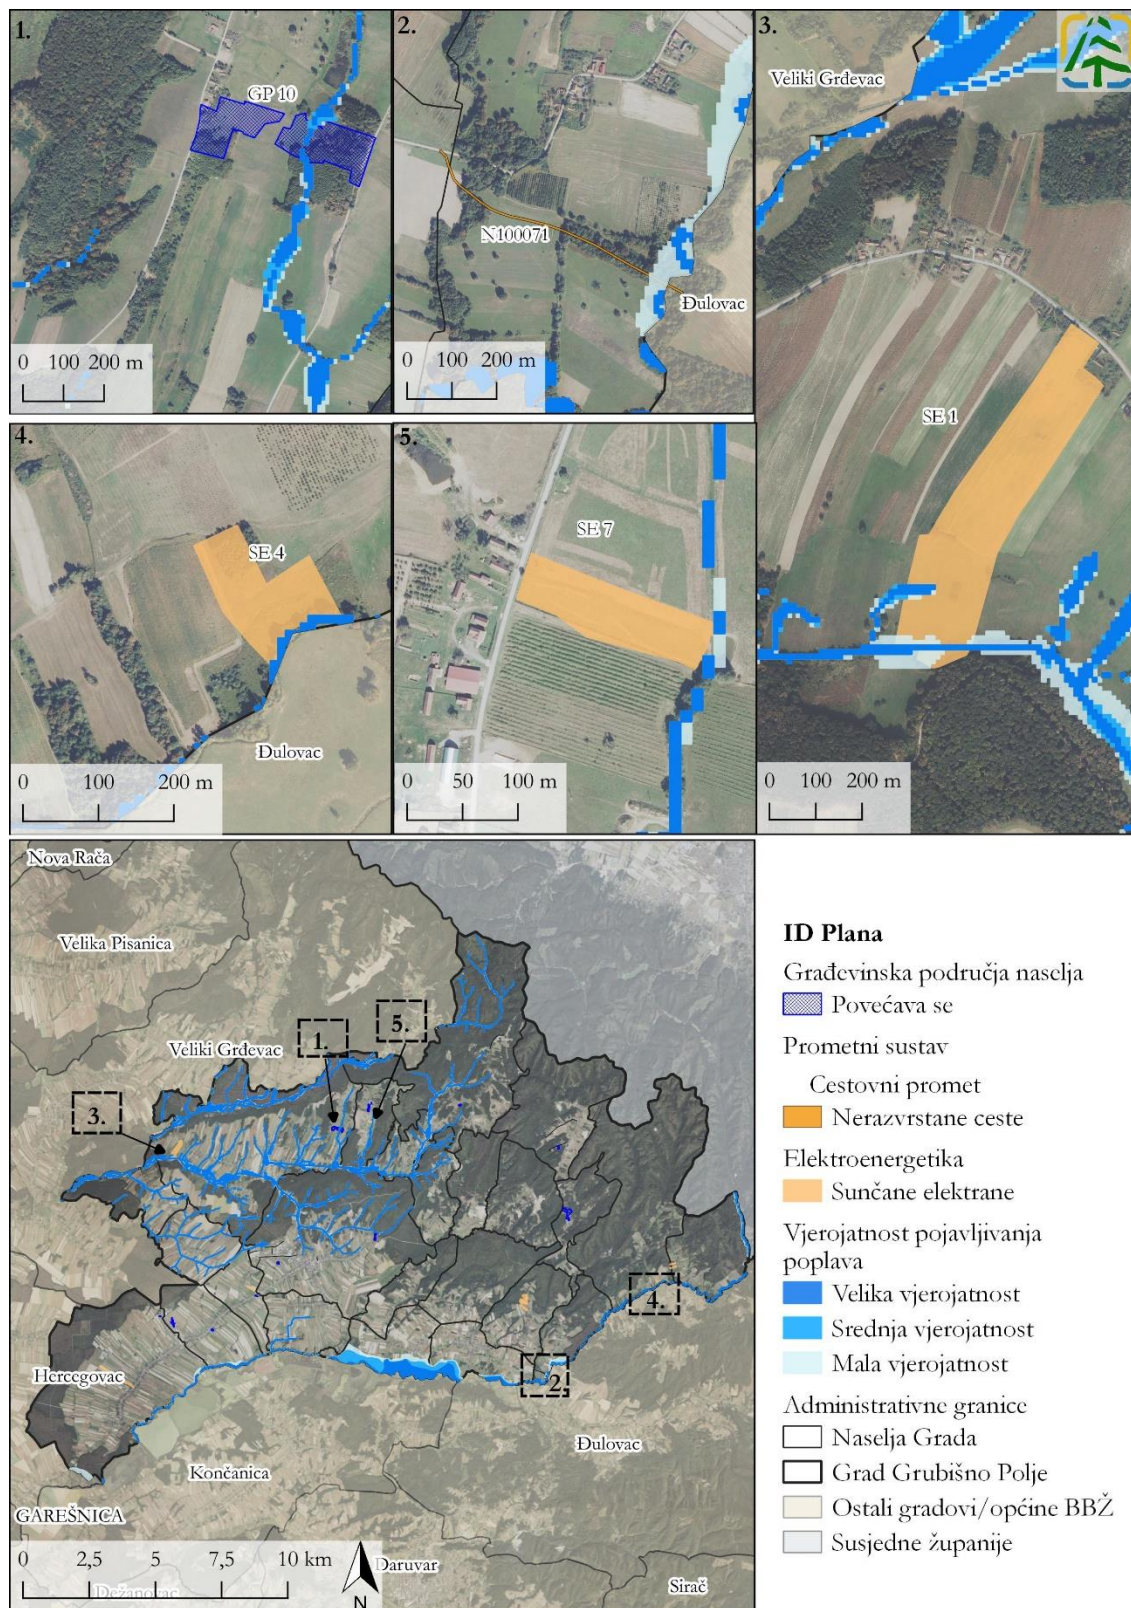 1.
GP 10
0 100 200 m
2.
N100071
Đulovac
0 100 200 m
3.
Veliki Grđevac
SE 1
0 100 200 m
4.
SE 4
Đulovac
0 100 200 m
5.
SE 7
0 50 100 m
Nova Rača
Velika Pisanica
Veliki Grđevac
1.
5.
3.
4.
2.
Hercegovac
Đulovac
Končanica
GAREŠNICA
Daruvar
Dežanovac
Sirač
0 2,5 5 7,5 10 km
N
ID Plana
Građevinska područja naselja
Povećava se
Prometni sustav
Cestovni promet
Nerazvrstane ceste
Elektroenergetika
Sunčane elektrane
Vjerojatnost pojavljivanja
poplava
Velika vjerojatnost
Srednja vjerojatnost
Mala vjerojatnost
Administrativne granice
Naselja Grada
Grad Grubišno Polje
Ostali gradovi/općine BBŽ
Susjedne županije